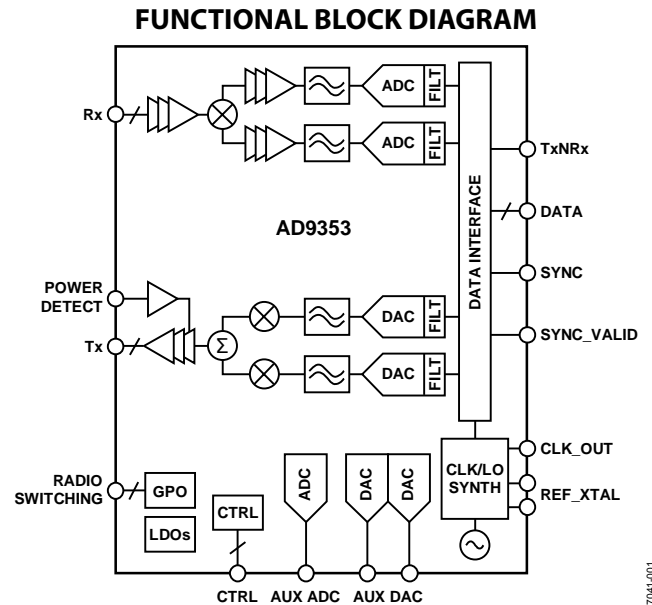 FUNCTIONAL BLOCK DIAGRAM
Rx
ADC
FILT
ADC
FILT
DATA INTERFACE
TxNRx
DATA
SYNC
SYNC_VALID
AD9353
POWER
DETECT
Tx
Σ
DAC
FILT
DAC
FILT
RADIO
SWITCHING
GPO
LDOs
CTRL
ADC
DAC
DAC
CLK/LO
SYNTH
CLK_OUT
REF_XTAL
CTRL
AUX ADC
AUX DAC
7041-001